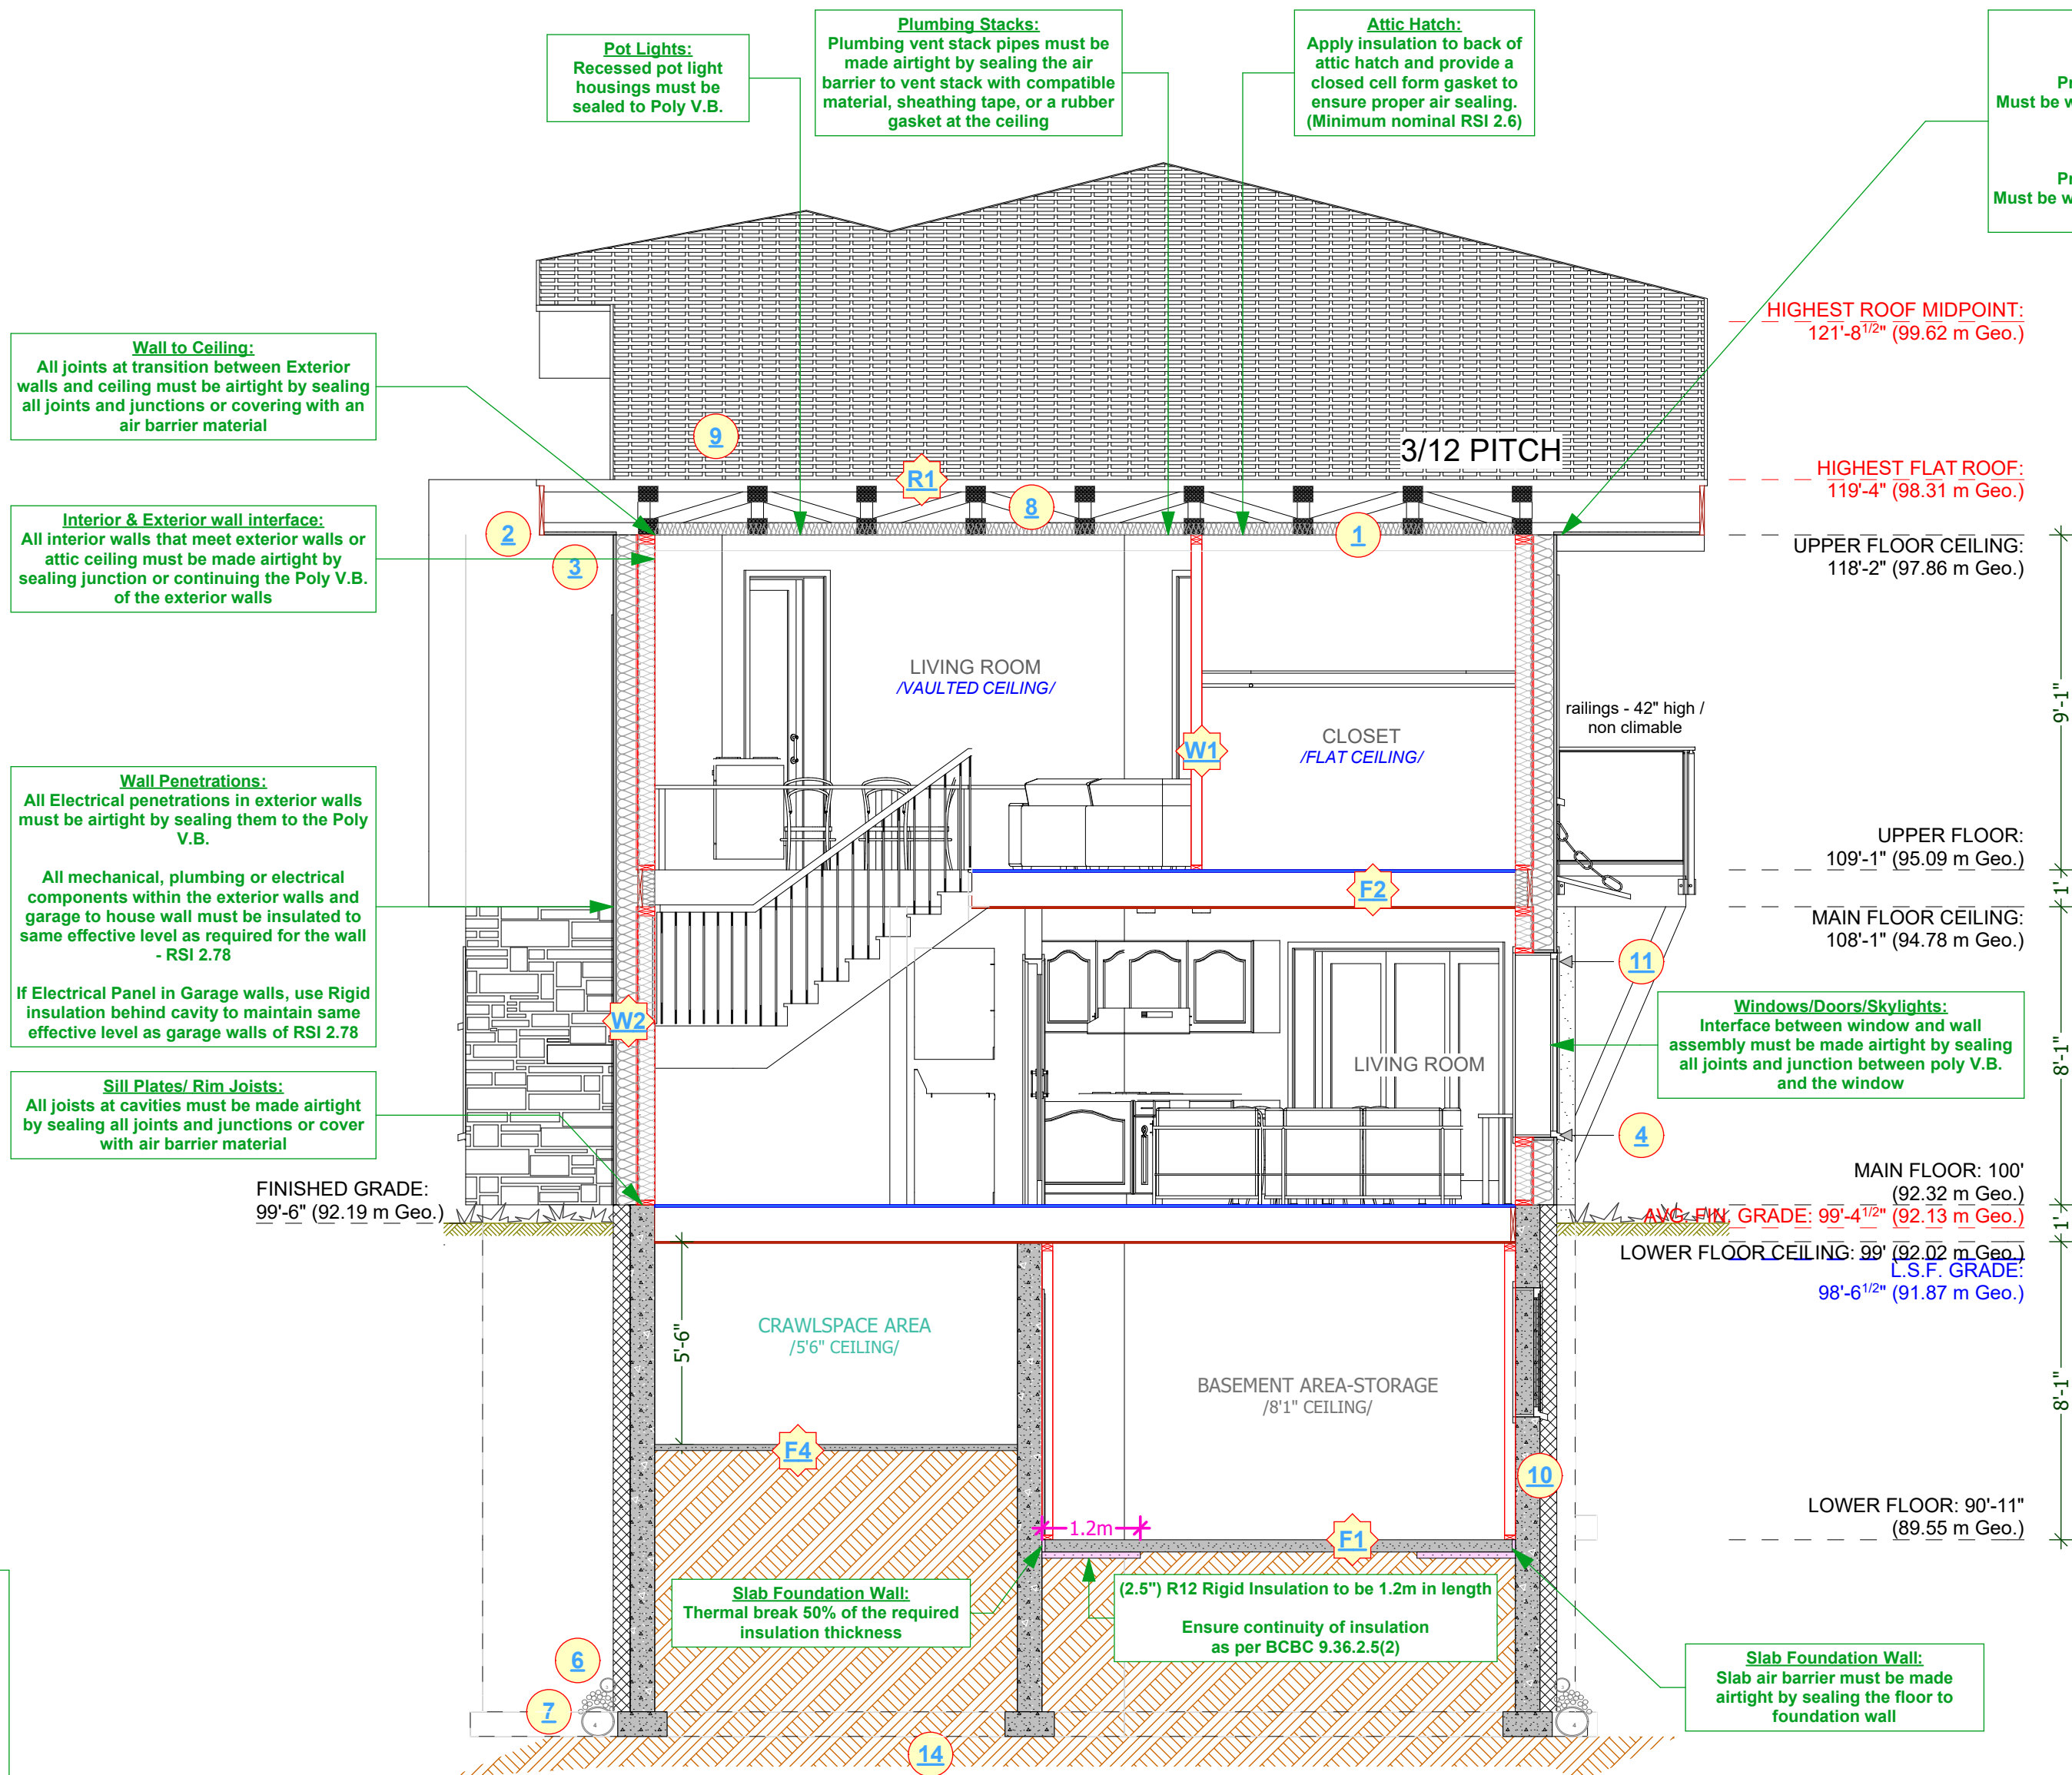 Pot Lights:
Recessed pot light
housings must be
sealed to Poly V.B.
Plumbing Stacks:
Plumbing vent stack pipes must be
made airtight by sealing the air
barrier to vent stack with compatible
material, sheathing tape, or a rubber
gasket at the ceiling
Attic Hatch:
Apply insulation to back of
attic hatch and provide a
closed cell form gasket to
ensure proper air sealing.
(Minimum nominal RSI 2.6)
Must be
Must be
HIGHEST ROOF MIDPOINT:
121'-8 1/2" (99.62 m Geo.)
Wall to Ceiling:
All joints at transition between Exterior
walls and ceiling must be airtight by sealing
all joints and junctions or covering with an
air barrier material
9
3/12 PITCH
R1
HIGHEST FLAT ROOF:
119'-4" (98.31 m Geo.)
8
2
1
3
Interior & Exterior wall interface:
All interior walls that meet exterior walls or
attic ceiling must be made airtight by
sealing junction or continuing the Poly V.B.
of the exterior walls
UPPER FLOOR CEILING:
118'-2" (97.86 m Geo.)
LIVING ROOM
/VAULTED CEILING/
W1
CLOSET
/FLAT CEILING/
railings - 42" high /
non climable
9'-1"
Wall Penetrations:
All Electrical penetrations in exterior walls
must be airtight by sealing them to the Poly
V.B.
All mechanical, plumbing or electrical
components within the exterior walls and
garage to house wall must be insulated to
same effective level as required for the wall
- RSI 2.78
If Electrical Panel in Garage walls, use Rigid
insulation behind cavity to maintain same
effective level as garage walls of RSI 2.78
UPPER FLOOR:
109'-1" (95.09 m Geo.)
F2
1'
MAIN FLOOR CEILING:
108'-1" (94.78 m Geo.)
11
W2
Windows/Doors/Skylights:
Interface between window and wall
assembly must be made airtight by sealing
all joints and junction between poly V.B.
and the window
LIVING ROOM
8'-1"
Sill Plates/ Rim Joists:
All joists at cavities must be made airtight
by sealing all joints and junctions or cover
with air barrier material
4
MAIN FLOOR: 100'
(92.32 m Geo.)
FINISHED GRADE:
99'-6" (92.19 m Geo.)
AVG. FIN. GRADE: 99'-4 1/2" (92.13 m Geo.)
1'
LOWER FLOOR CEILING: 99' (92.02 m Geo.)
L.S.F. GRADE:
98'-6 1/2" (91.87 m Geo.)
5'-6"
CRAWLSPACE AREA
/5'6" CEILING/
BASEMENT AREA-STORAGE
/8'1" CEILING/
8'-1"
F4
10
1.2m
F1
LOWER FLOOR: 90'-11"
(89.55 m Geo.)
Slab Foundation Wall:
Thermal break 50% of the required
insulation thickness
(2.5") R12 Rigid Insulation to be 1.2m in length
Ensure continuity of insulation
as per BCBC 9.36.2.5(2)
Slab Foundation Wall:
Slab air barrier must be made
airtight by sealing the floor to
foundation wall
6
7
4
4
14